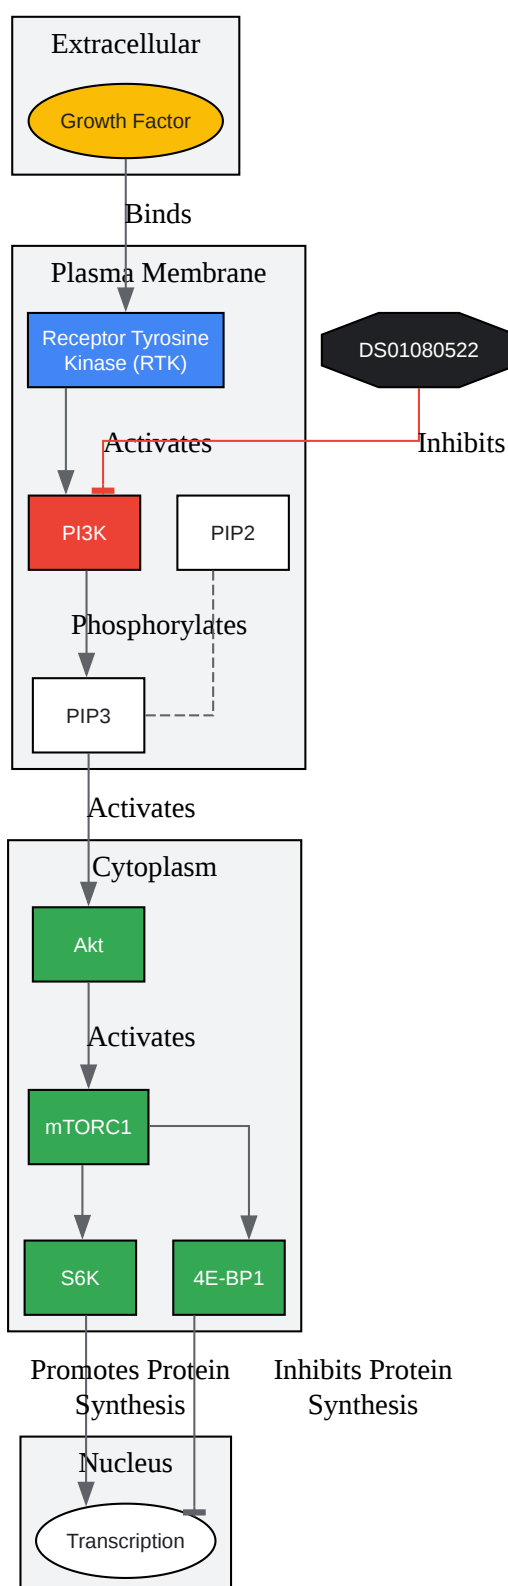 Extracellular
Growth Factor
Binds
Plasma Membrane
Receptor Tyrosine
Kinase (RTK)
DS01080522
Activates
Inhibits
PI3K
PIP2
Phosphorylates
PIP3
Activates
Cytoplasm
Akt
Activates
mTORC1
S6K
4E-BP1
Promotes Protein
Synthesis
Inhibits Protein
Synthesis
Nucleus
Transcription